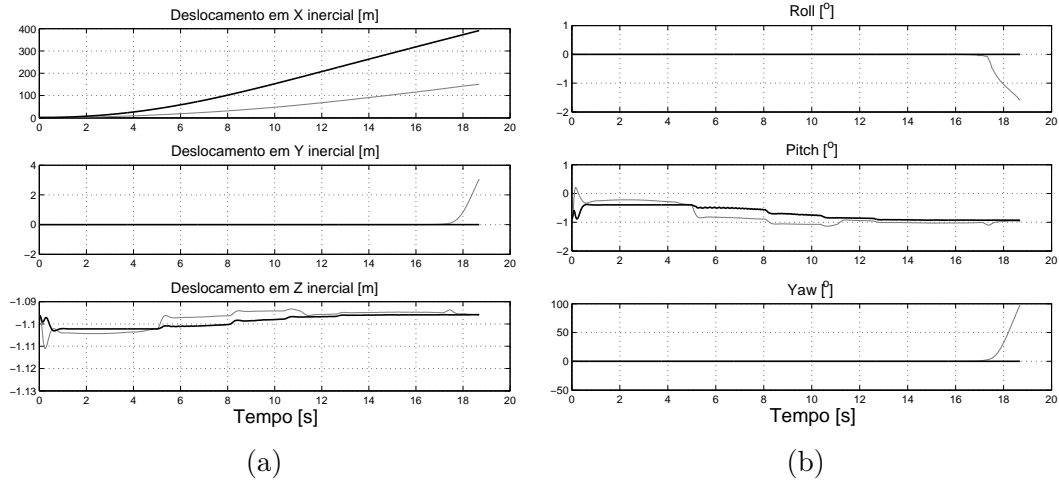 Deslocamento em X inercial [m]
400
300
200
100
0
0 2 4 6 8 10 12 14 16 18 20
Deslocamento em Y inercial [m]
4
2
0
−2
0 2 4 6 8 10 12 14 16 18 20
Deslocamento em Z inercial [m]
−1.09
−1.1
−1.11
−1.12
−1.13
0 2 4 6 8 10 12 14 16 18 20
Tempo [s]
(a)
Roll [º]
1
0
−1
−2
0 2 4 6 8 10 12 14 16 18 20
Pitch [º]
1
0
−1
−2
0 2 4 6 8 10 12 14 16 18 20
Yaw [º]
100
50
0
−50
0 2 4 6 8 10 12 14 16 18 20
Tempo [s]
(b)